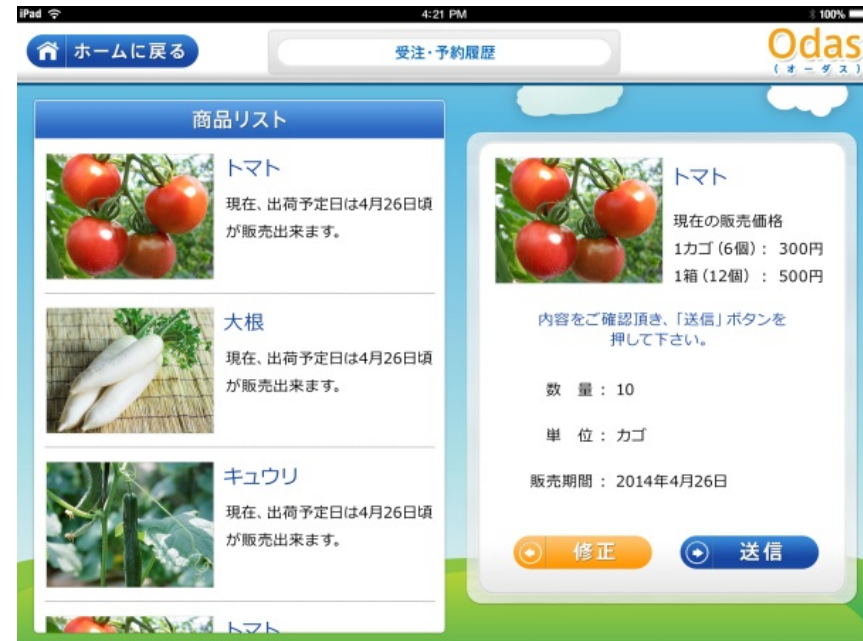 iPad
4:21 PM
100%
ホームに戻る
受注・予約履歴
Odas
(オーダス)
商品リスト
トマト
現在、出荷予定日は4月26日頃
が販売出来ます。
大根
現在、出荷予定日は4月26日頃
が販売出来ます。
キュウリ
現在、出荷予定日は4月26日頃
が販売出来ます。
トマト
トマト
現在の販売価格
1カゴ(6個): 300円
1箱(12個): 500円
内容をご確認頂き、「送信」ボタンを
押して下さい。
数 量: 10
単 位: カゴ
販売期間: 2014年4月26日
修正
送信